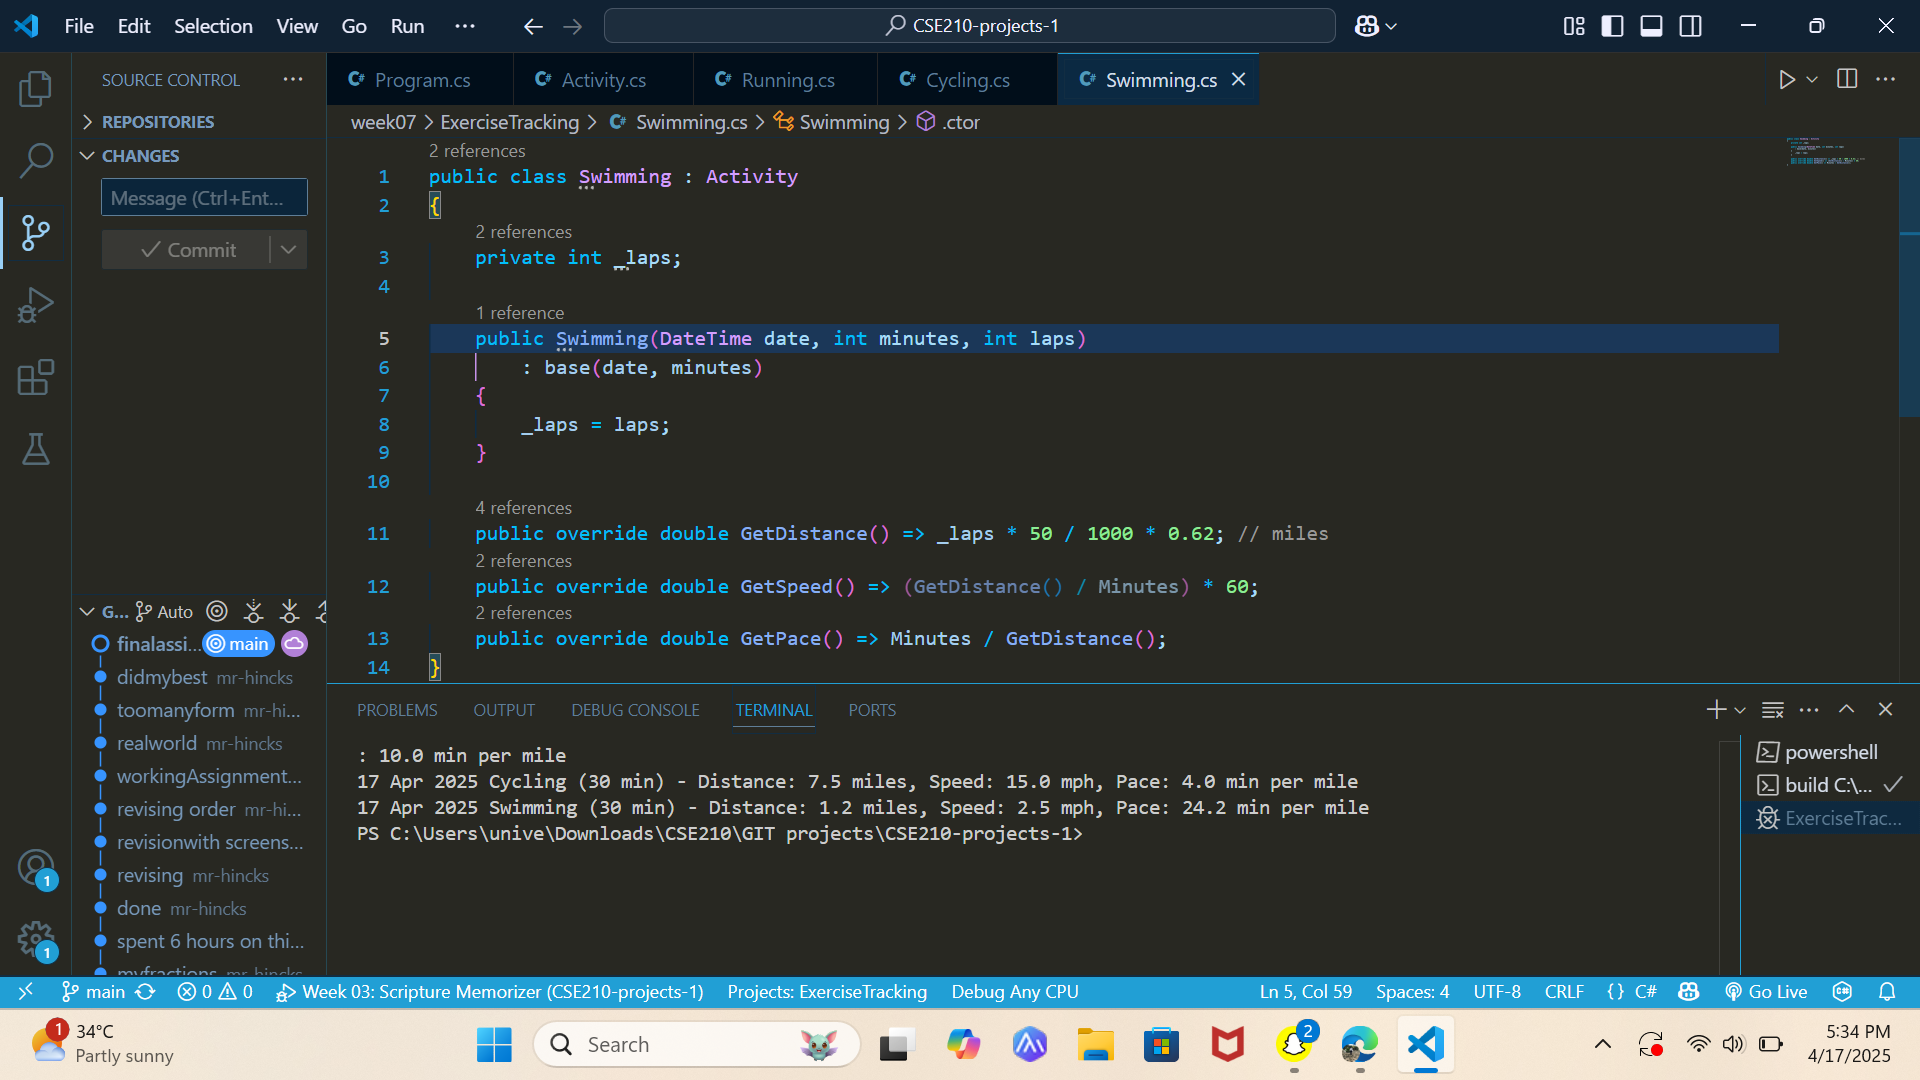 File Edit Selection View Go Run ... CSE210-projects-1
SOURCE CONTROL ...
REPOSITORIES
CHANGES
Message (Ctrl+Ent...
Commit
G... Auto
finalassi... main
didmybest mr-hincks
toomanyform mr-hi...
realworld mr-hincks
workingAssignment...
revising order mr-hi...
revisionwith screens...
revising mr-hincks
done mr-hincks
spent 6 hours on thi...
myfractions mr-hincks
1
1
Program.cs Activity.cs Running.cs Cycling.cs Swimming.cs
week07 > ExerciseTracking > Swimming.cs > Swimming > .ctor
2 references
1 public class Swimming : Activity
2 {
2 references
3 private int _laps;
4
1 reference
5 public Swimming(DateTime date, int minutes, int laps)
6 : base(date, minutes)
7 {
8 _laps = laps;
9 }
10
4 references
11 public override double GetDistance() => _laps * 50 / 1000 * 0.62; // miles
2 references
12 public override double GetSpeed() => (GetDistance() / Minutes) * 60;
2 references
13 public override double GetPace() => Minutes / GetDistance();
14 }
PROBLEMS OUTPUT DEBUG CONSOLE TERMINAL PORTS
: 10.0 min per mile
17 Apr 2025 Cycling (30 min) - Distance: 7.5 miles, Speed: 15.0 mph, Pace: 4.0 min per mile
17 Apr 2025 Swimming (30 min) - Distance: 1.2 miles, Speed: 2.5 mph, Pace: 24.2 min per mile
PS C:\Users\unive\Downloads\CSE210\GIT projects\CSE210-projects-1>
powershell
build C:\...
ExerciseTrac...
main 0 0 Week 03: Scripture Memorizer (CSE210-projects-1) Projects: ExerciseTracking Debug Any CPU Ln 5, Col 59 Spaces: 4 UTF-8 CRLF {} C# Go Live
1 34°C
Partly sunny
Search
2
5:34 PM
4/17/2025